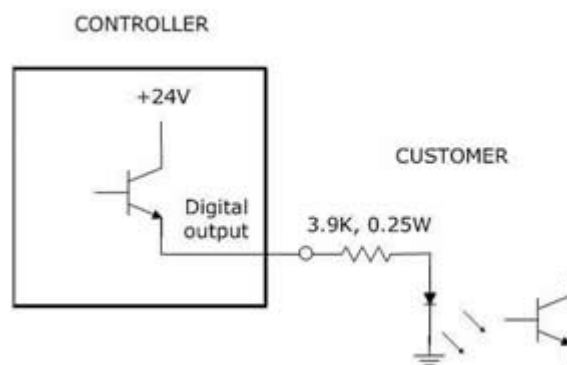 CONTROLLER
+24V
CUSTOMER
Digital
output
3.9K, 0.25W